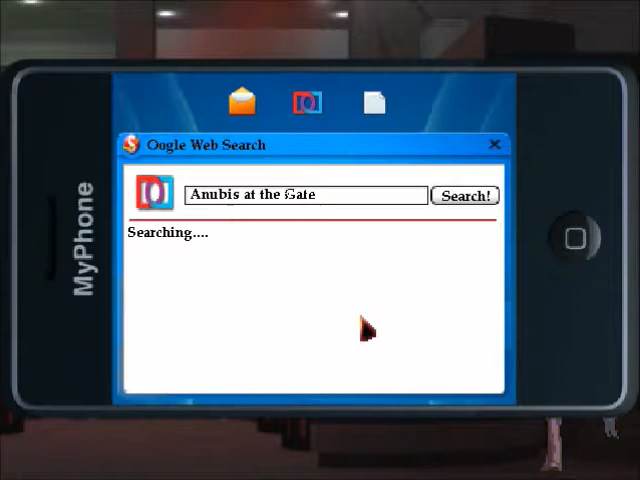 MyPhone
Oogle Web Search
Anubis at the Gate
Search!
Searching....